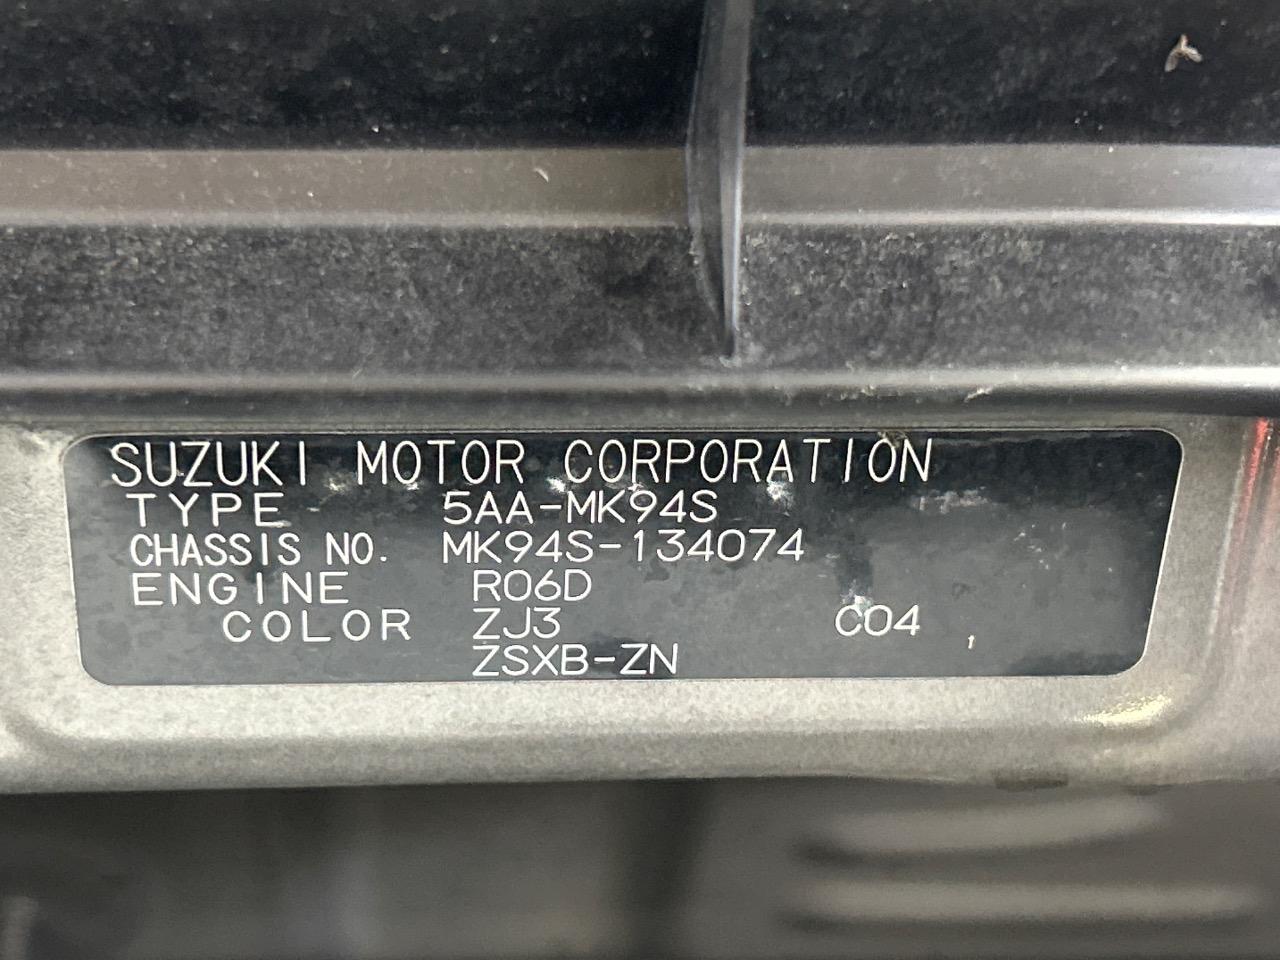 SUZUKI MOTOR CORPORATION
TYPE 5AA-MK94S
CHASSIS NO. MK94S-134074
ENGINE R06D
COLOR ZJ3 C04
ZSXB-ZN